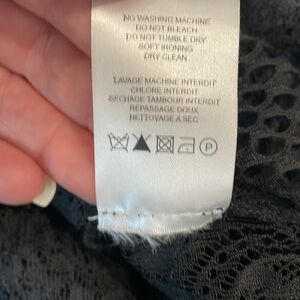 NO WASHING MACHINE
DO NOT BLEACH
DO NOT TUMBLE DRY
SOFT IRONING
DRY CLEAN
LAVAGE MACHINE INTERDIT
CHLORE INTERDIT
SECHAGE TAMBOUR INTERDIT
REPASSAGE DOUX
NETTOYAGE A SEC
P